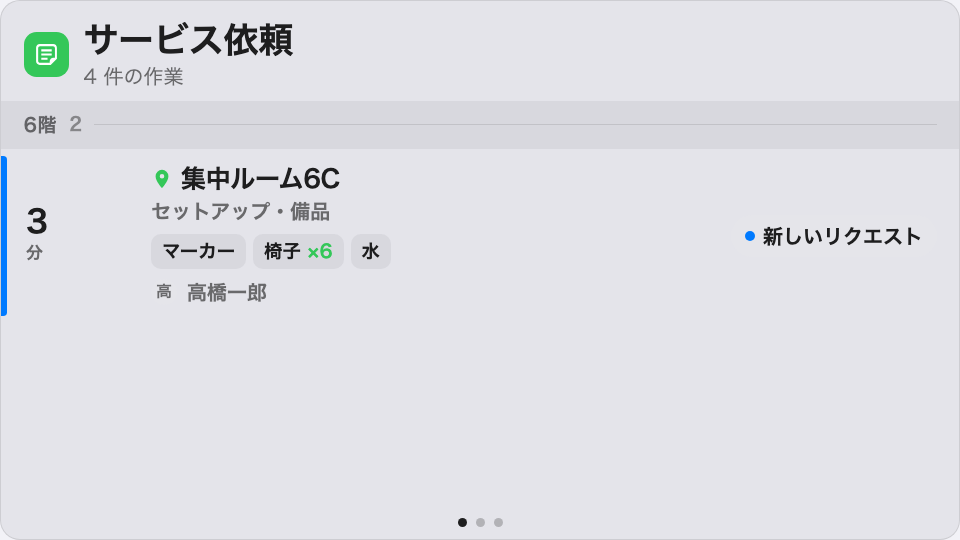 サービス依頼
4 件の作業
6階 2
3
分
集中ルーム6C
セットアップ・備品
マーカー 椅子 ×6 水
高 高橋一郎
新しいリクエスト